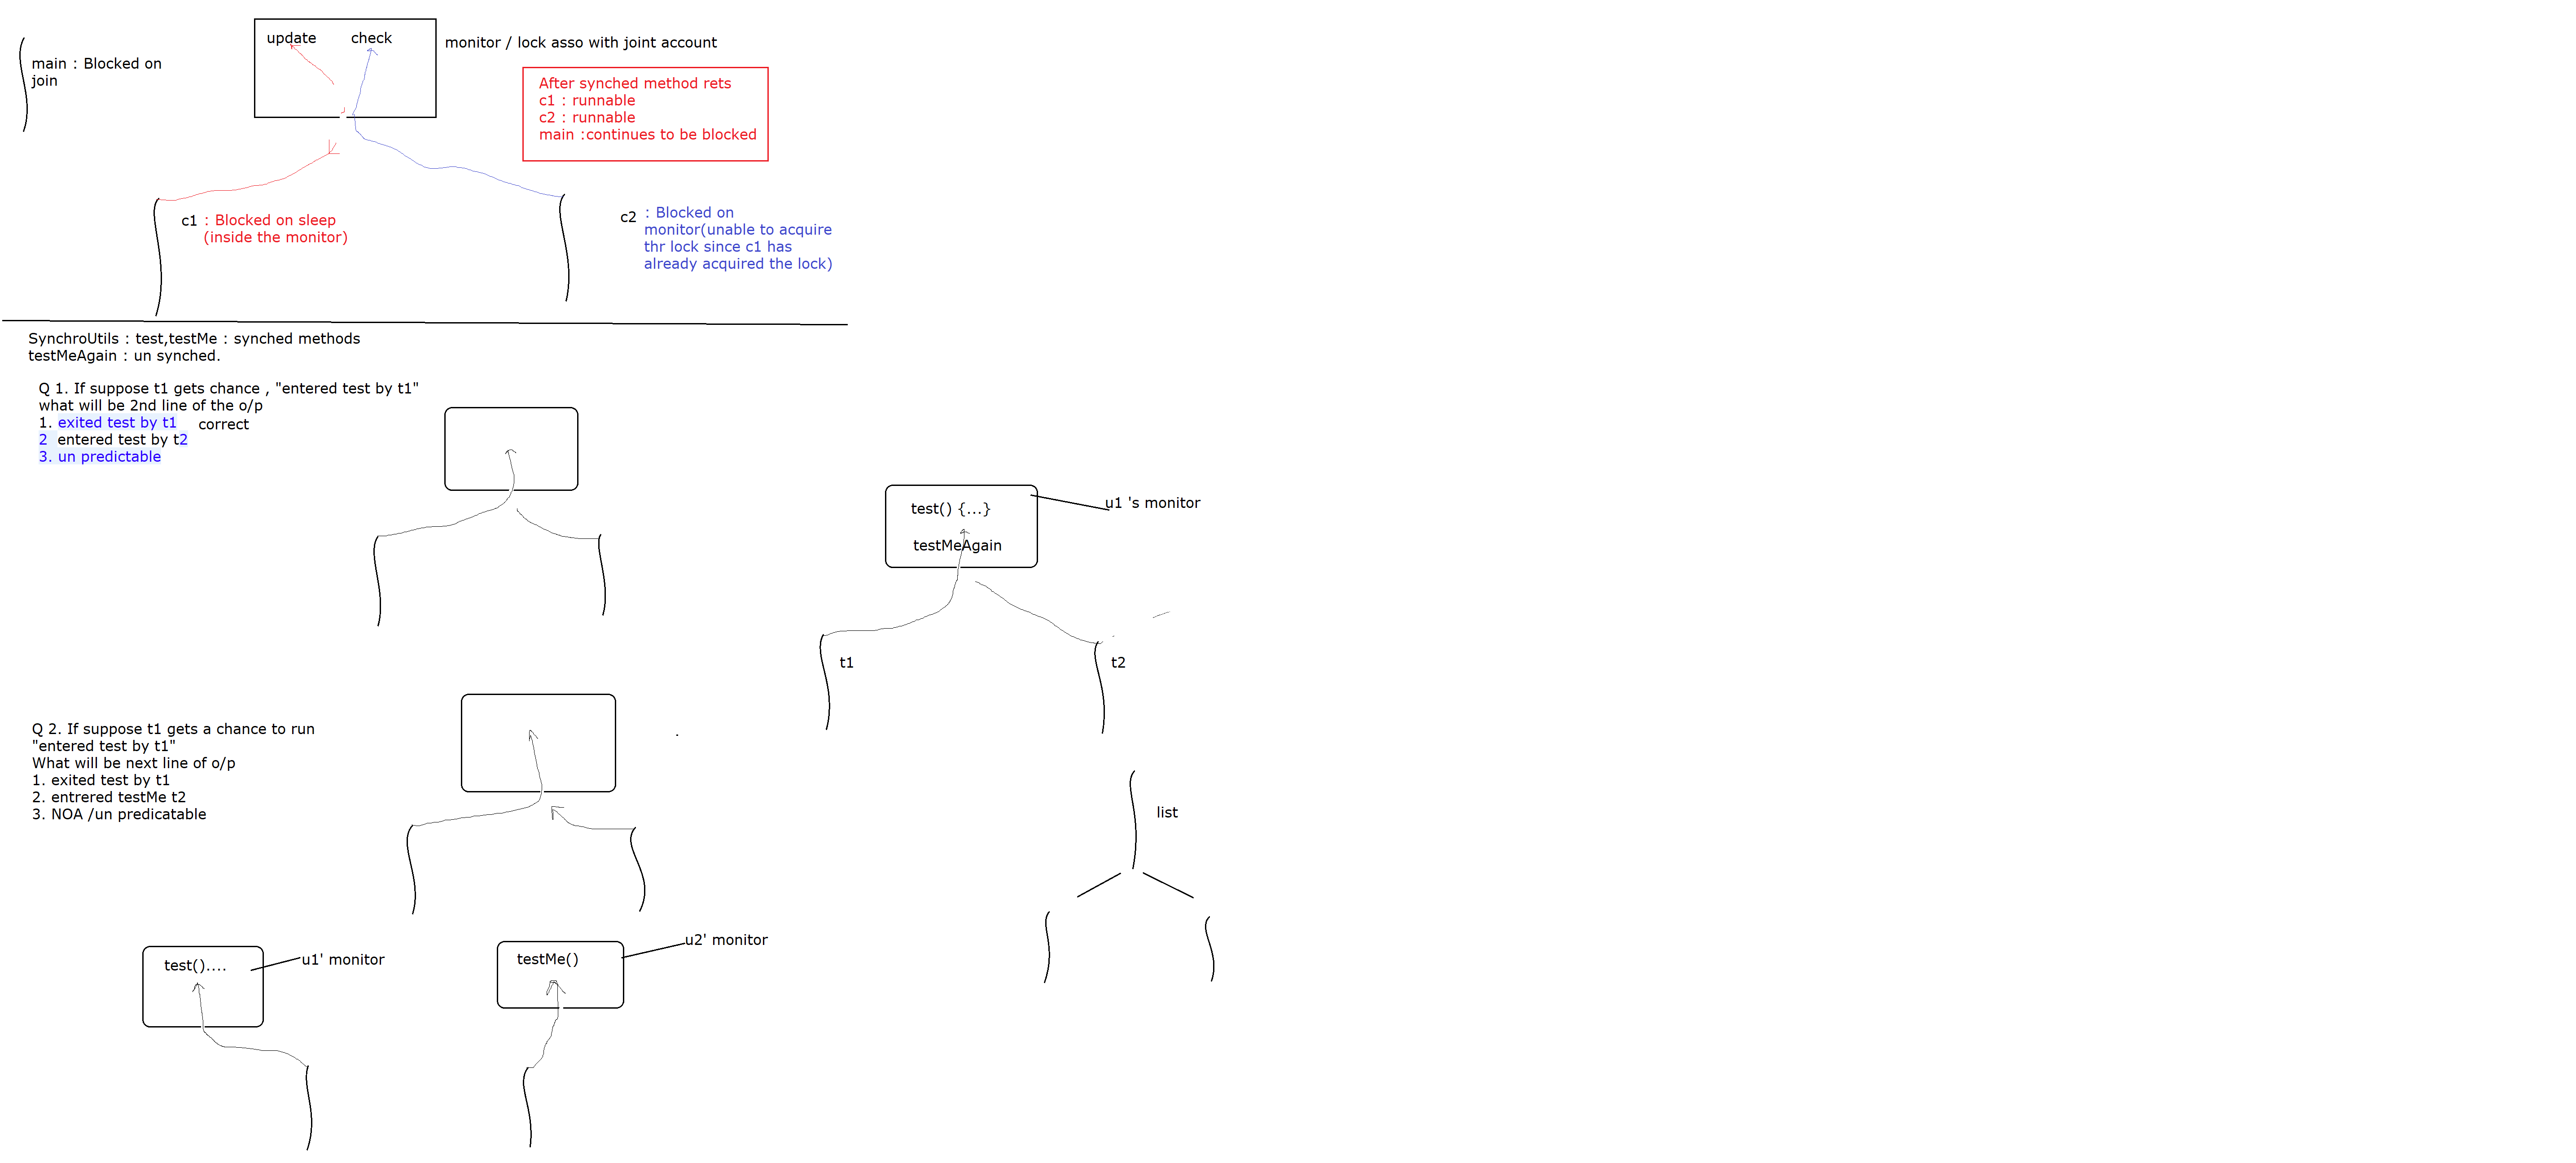 update check
monitor / lock asso with joint account
main : Blocked on
join
After synched method rets
c1 : runnable
c2 : runnable
main :continues to be blocked
c1 : Blocked on sleep
(inside the monitor)
c2 : Blocked on
monitor(unable to acquire
thr lock since c1 has
already acquired the lock)
SynchroUtils : test,testMe : synched methods
testMeAgain : un synched.
Q 1. If suppose t1 gets chance , "entered test by t1"
what will be 2nd line of the o/p
1. exited test by t1 correct
2 entered test by t2
3. un predictable
u1 's monitor
test() {...}
testMeAgain
t1
t2
Q 2. If suppose t1 gets a chance to run
"entered test by t1"
What will be next line of o/p
1. exited test by t1
2. entrered testMe t2
3. NOA /un predicatable
list
u1' monitor
test()....
u2' monitor
testMe()